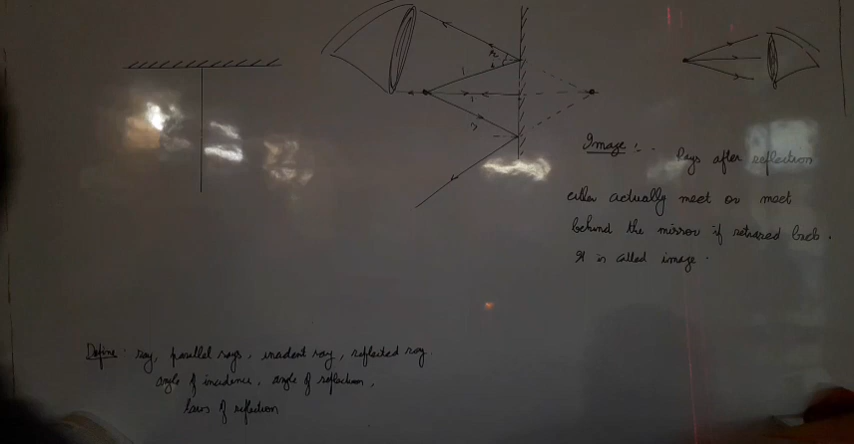 Image :- Rays after reflection
either actually meet or meet
behind the mirror if retraced back.
It is called image.
Define: ray, parallel rays, incident ray, reflected ray.
angle of incidence, angle of reflection,
laws of reflection